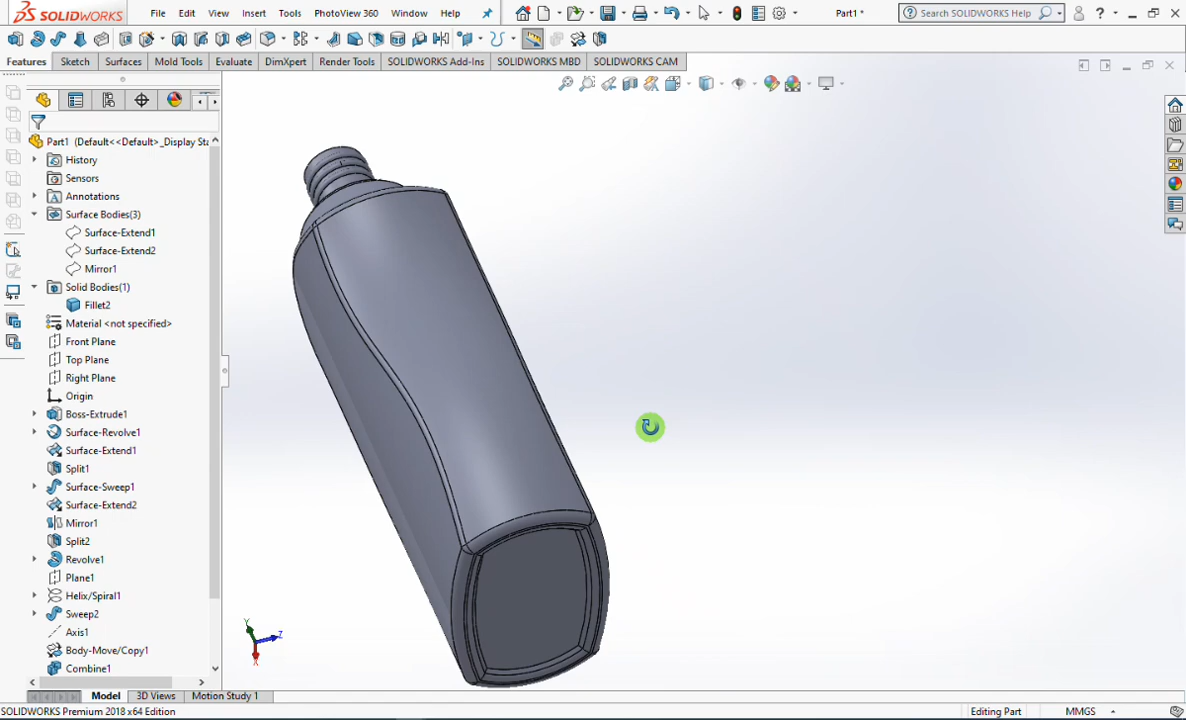 SOLIDWORKS File Edit View Insert Tools PhotoView 360 Window Help Part1 * Search SOLIDWORKS Help
Features Sketch Surfaces Mold Tools Evaluate DimXpert Render Tools SOLIDWORKS Add-Ins SOLIDWORKS MBD SOLIDWORKS CAM
Part1 (Default<<Default>_Display Sta
History
Sensors
Annotations
Surface Bodies(3)
Surface-Extend1
Surface-Extend2
Mirror1
Solid Bodies(1)
Fillet2
Material <not specified>
Front Plane
Top Plane
Right Plane
Origin
Boss-Extrude1
Surface-Revolve1
Surface-Extend1
Split1
Surface-Sweep1
Surface-Extend2
Mirror1
Split2
Revolve1
Plane1
Helix/Spiral1
Sweep2
Axis1
Body-Move/Copy1
Combine1
Y
Z
X
Model 3D Views Motion Study 1
SOLIDWORKS Premium 2018 x64 Edition Editing Part MMGS